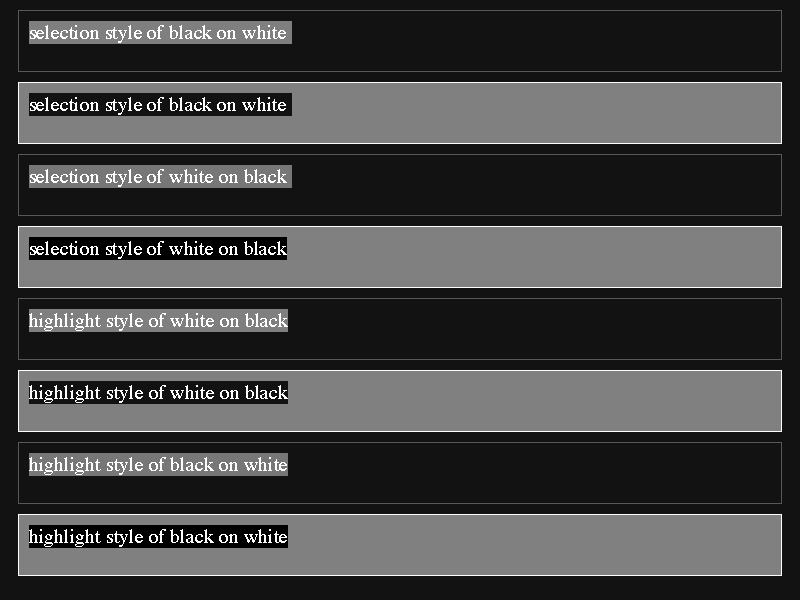 selection style of black on white
selection style of black on white
selection style of white on black
selection style of white on black
highlight style of white on black
highlight style of white on black
highlight style of black on white
highlight style of black on white